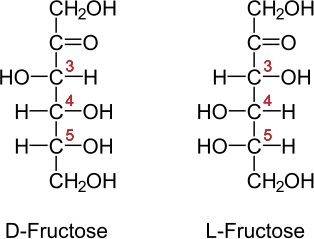 CH₂OH CH₂OH
C=O C=O
3 3
HO-C-H H-C-OH
4 4
H-C-OH HO-C-H
5 5
H-C-OH HO-C-H
CH₂OH CH₂OH
D-Fructose L-Fructose